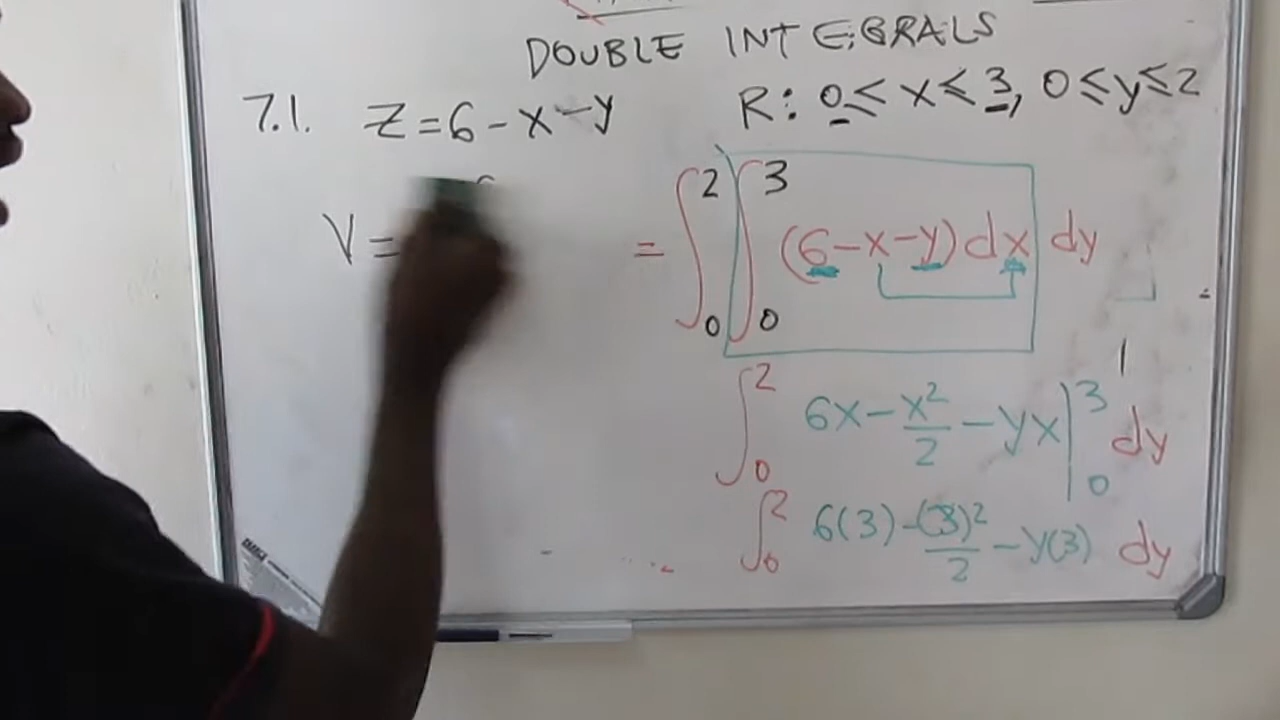 DOUBLE INTEGRALS
7.1. Z = 6 - x - y R: 0 ≤ x ≤ 3, 0 ≤ y ≤ 2
V = = ∫₀² ∫₀³ (6 - x - y) dx dy
∫₀² 6x - x²/2 - yx |₀³ dy
∫₀² 6(3) - (3)²/2 - y(3) dy